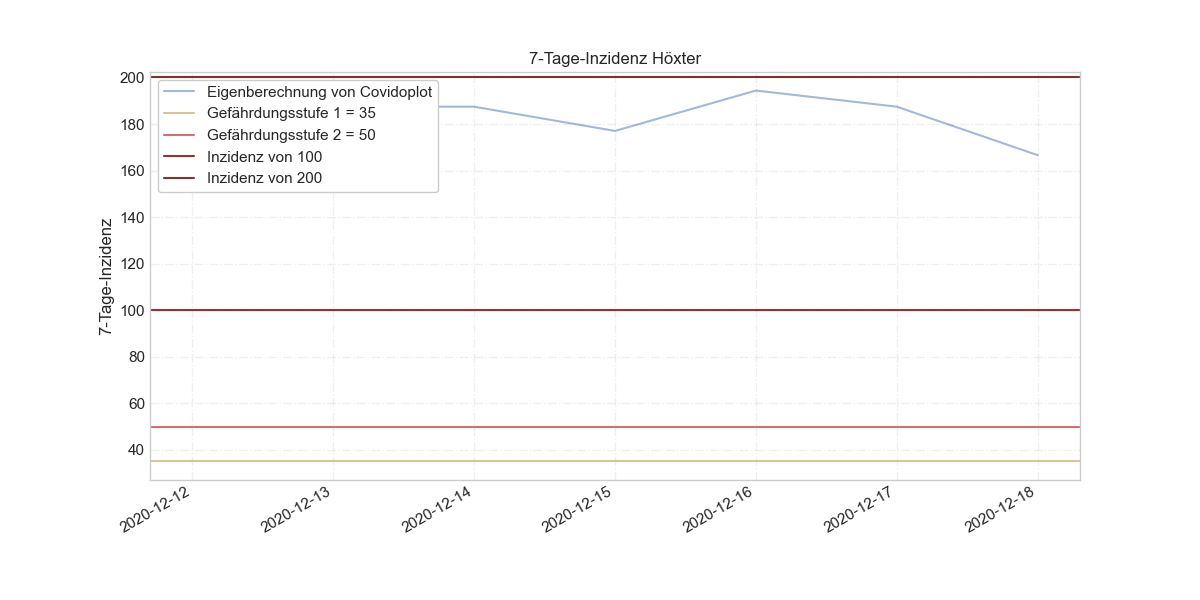 7-Tage-Inzidenz Höxter
200
180
160
140
120
100
80
60
40
7-Tage-Inzidenz
Eigenberechnung von Covidoplot
Gefährdungsstufe 1 = 35
Gefährdungsstufe 2 = 50
Inzidenz von 100
Inzidenz von 200
2020-12-12
2020-12-13
2020-12-14
2020-12-15
2020-12-16
2020-12-17
2020-12-18